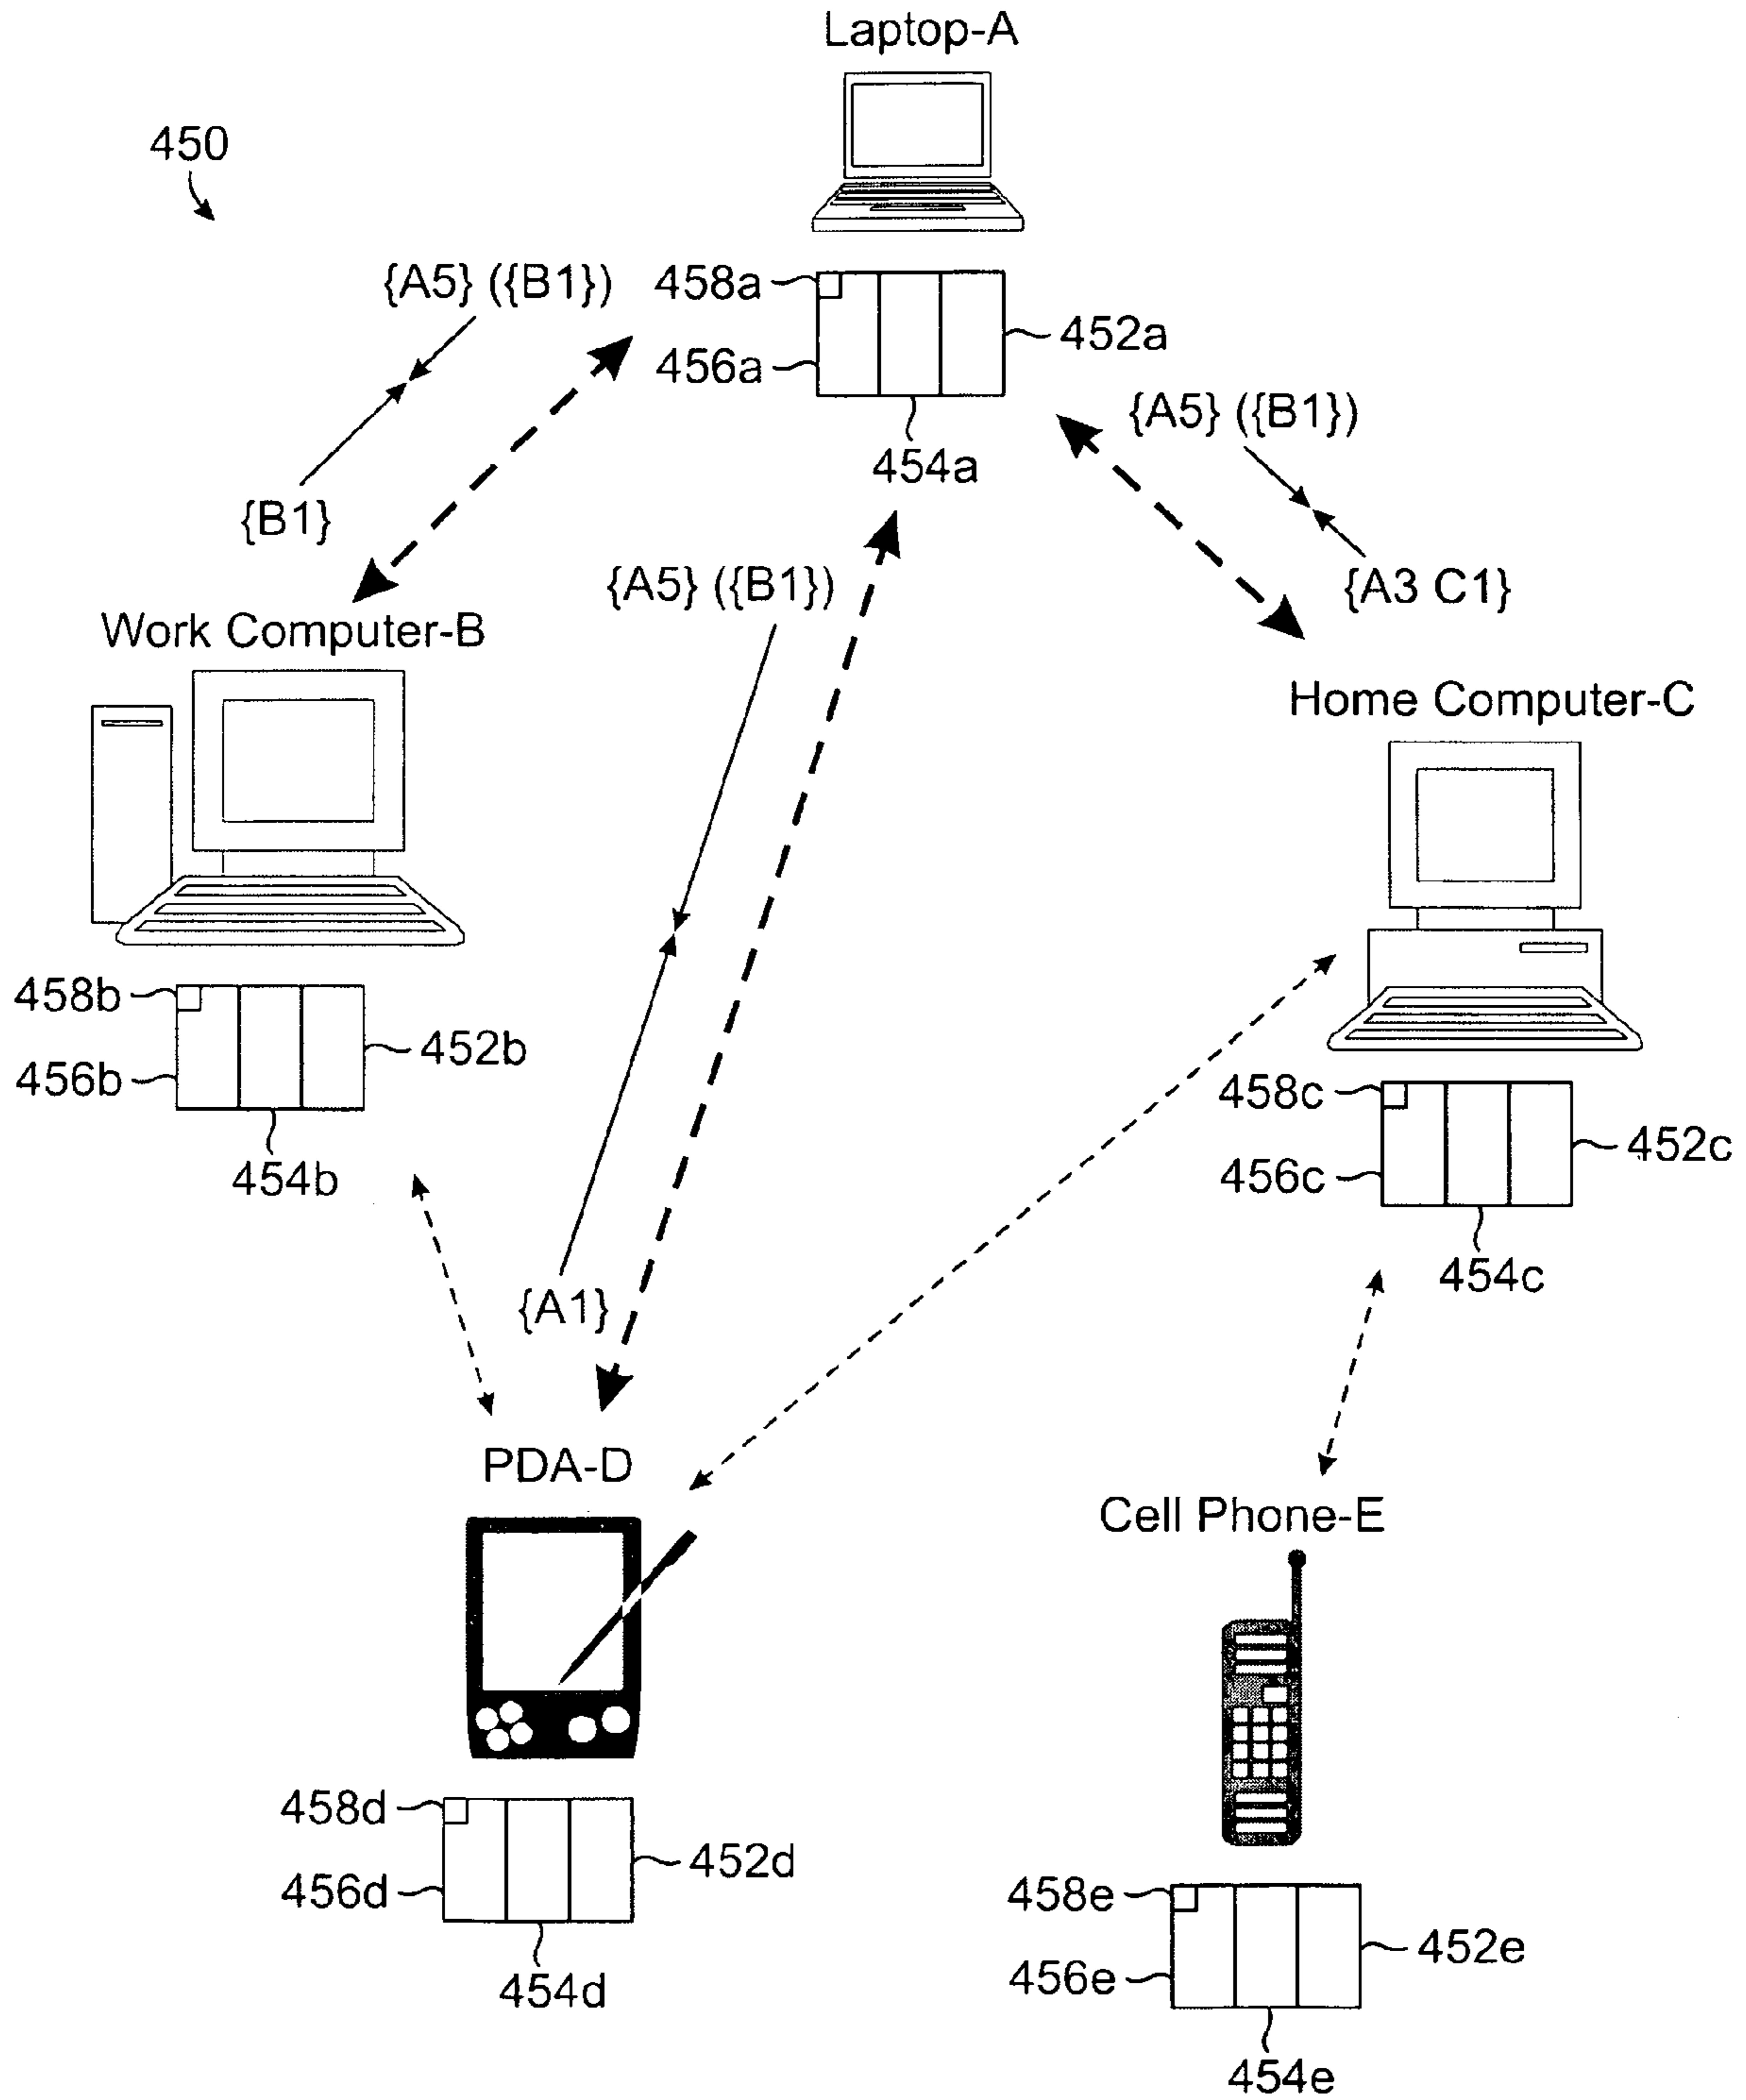 Laptop-A
450
{A5} ({B1})
458a
452a
456a
{A5} ({B1})
454a
{B1}
{A5} ({B1})
{A3 C1}
Work Computer-B
Home Computer-C
458b
452b
456b
454b
458c
452c
456c
454c
{A1}
PDA-D
Cell Phone-E
458d
452d
456d
454d
458e
452e
456e
454e